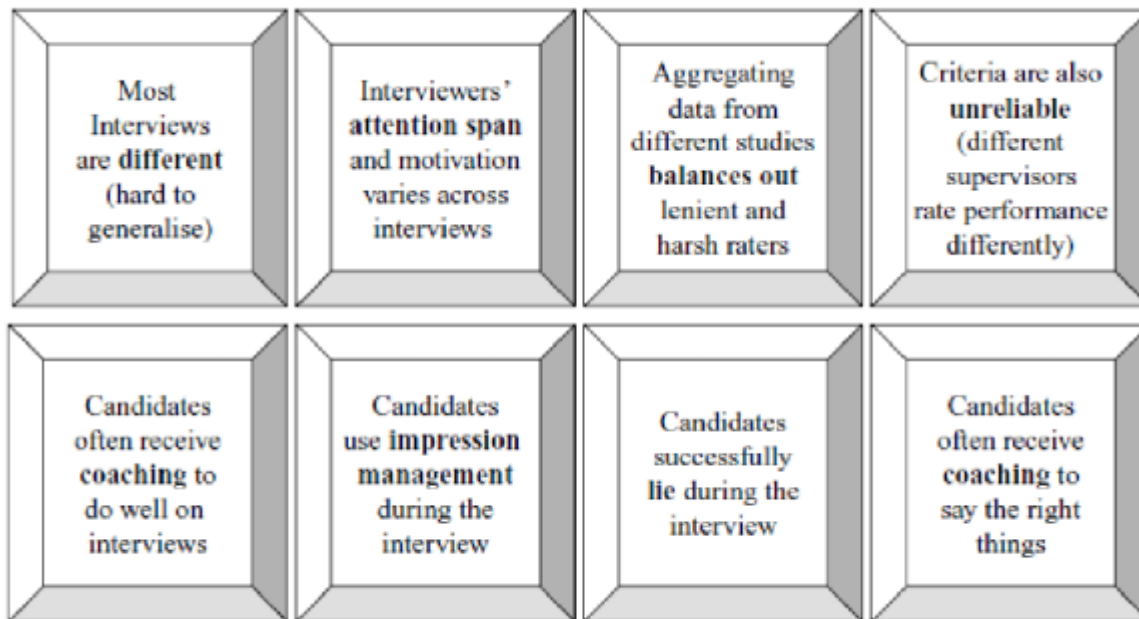 Most
Interviews
are different
(hard to
generalise)
Interviewers’
attention span
and motivation
varies across
interviews
Aggregating
data from
different studies
balances out
lenient and
harsh raters
Criteria are also
unreliable
(different
supervisors
rate performance
differently)
Candidates
often receive
coaching to
do well on
interviews
Candidates
use impression
management
during the
interview
Candidates
successfully
lie during the
interview
Candidates
often receive
coaching to
say the right
things